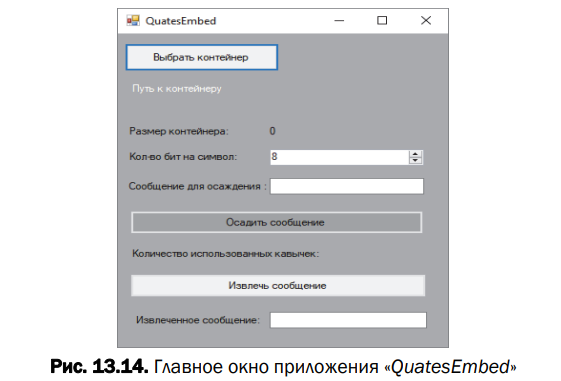 QuatesEmbed
Выбрать контейнер
Путь к контейнеру
Размер контейнера: 0
Кол-во бит на символ: 8
Сообщение для осаждения :
Осадить сообщение
Количество использованных кавычек:
Извлечь сообщение
Извлеченное сообщение:
Рис. 13.14. Главное окно приложения «QuatesEmbed»